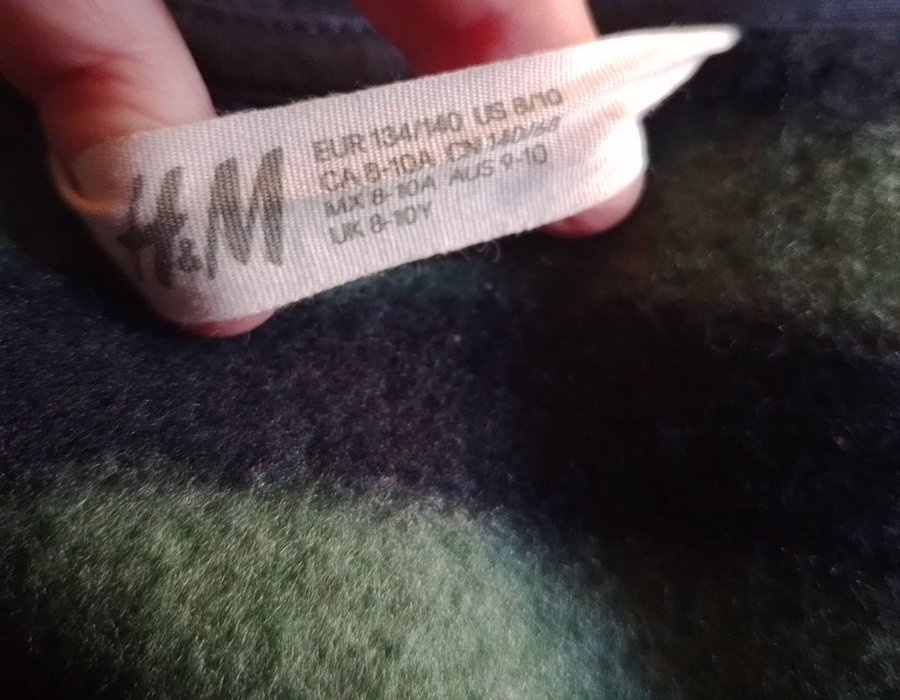 H&M
EUR 134/140 US 8/10
CA 8-10A CN 140/68
MX 8-10A AUS 9-10
UK 8-10Y